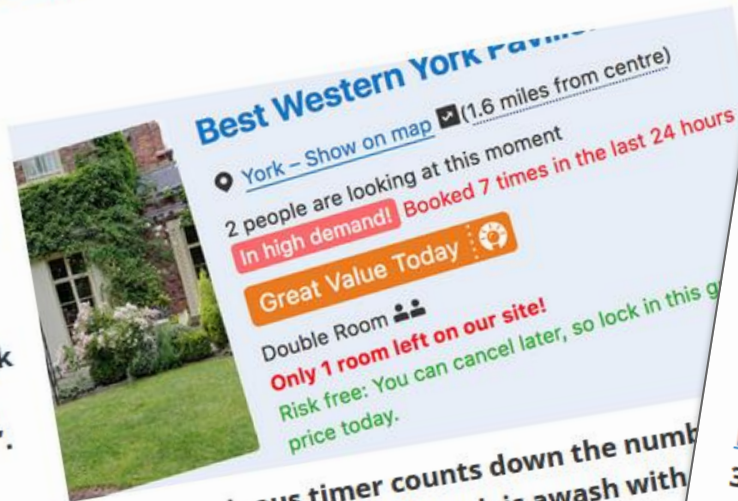 Best Western York
York – Show on map (1.6 miles from centre)
2 people are looking at this moment
In high demand! Booked 7 times in the last 24 hours
Great Value Today
Double Room
Only 1 room left on our site!
Risk free: You can cancel later, so lock in this
price today.
timer counts down the
awash with